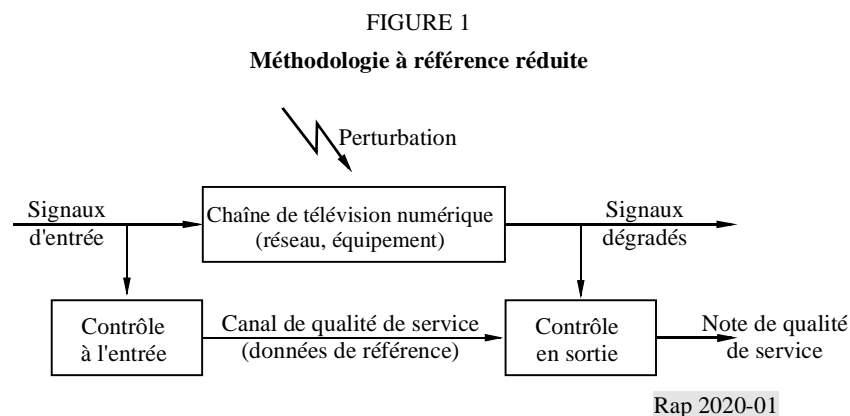 FIGURE 1
Méthodologie à référence réduite
Perturbation
Signaux
d'entrée
Chaîne de télévision numérique
(réseau, équipement)
Signaux
dégradés
Contrôle
à l'entrée
Canal de qualité de service
(données de référence)
Contrôle
en sortie
Note de qualité
de service
Rap 2020-01